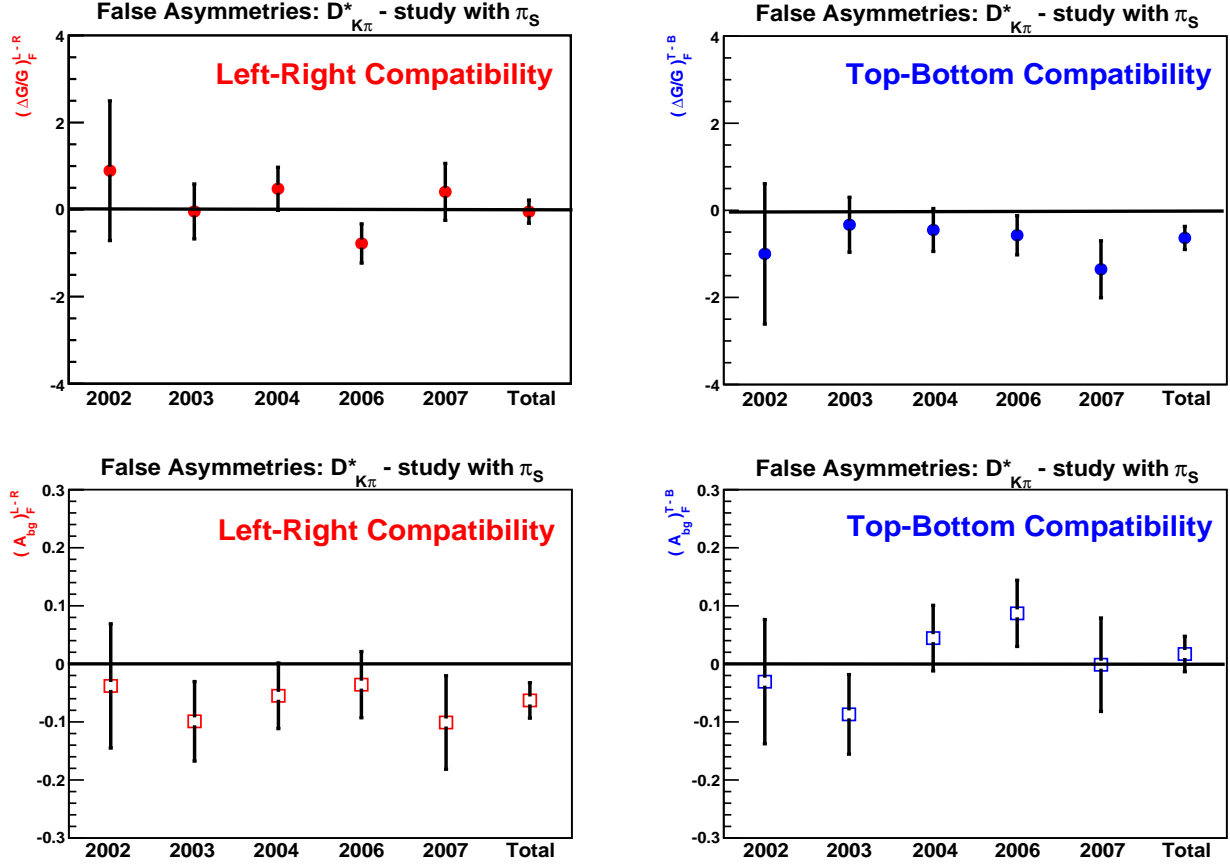 False Asymmetries: D*Kπ - study with πS
(ΔG/G)F L - R
Left-Right Compatibility
4
2
0
-2
-4
2002 2003 2004 2006 2007 Total
False Asymmetries: D*Kπ - study with πS
(ΔG/G)F T - B
Top-Bottom Compatibility
4
2
0
-2
-4
2002 2003 2004 2006 2007 Total
False Asymmetries: D*Kπ - study with πS
(Abg)F L - R
Left-Right Compatibility
0.3
0.2
0.1
0
-0.1
-0.2
-0.3
2002 2003 2004 2006 2007 Total
False Asymmetries: D*Kπ - study with πS
(Abg)F T - B
Top-Bottom Compatibility
0.3
0.2
0.1
0
-0.1
-0.2
-0.3
2002 2003 2004 2006 2007 Total